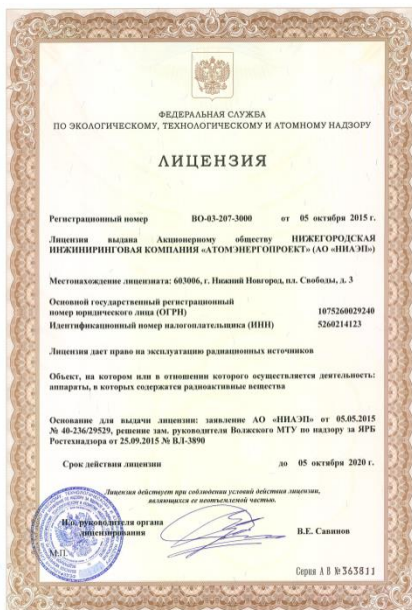 ФЕДЕРАЛЬНАЯ СЛУЖБА
ПО ЭКОЛОГИЧЕСКОМУ, ТЕХНОЛОГИЧЕСКОМУ И АТОМНОМУ НАДЗОРУ
ЛИЦЕНЗИЯ
Регистрационный номер ВО-03-207-3000 от 05 октября 2015 г.
Лицензия выдана Акционерному обществу НИЖЕГОРОДСКАЯ
ИНЖИНИРИНГОВАЯ КОМПАНИЯ «АТОМЭНЕРГОПРОЕКТ» (АО «НИАЭП»)
Местонахождение лицензиата: 603006, г. Нижний Новгород, пл. Свободы, д. 3
Основной государственный регистрационный
номер юридического лица (ОГРН) 1075260029240
Идентификационный номер налогоплательщика (ИНН) 5260214123
Лицензия дает право на эксплуатацию радиационных источников
Объект, на котором или в отношении которого осуществляется деятельность:
аппараты, в которых содержатся радиоактивные вещества
Основание для выдачи лицензии: заявление АО «НИАЭП» от 05.05.2015
№ 40-236/29529, решение зам. руководителя Волжского МТУ по надзору за ЯРБ
Ростехнадзора от 25.09.2015 № ВЛ-3890
Срок действия лицензии до 05 октября 2020 г.
Лицензия действует при соблюдении условий действия лицензии,
являющихся ее неотъемлемой частью.
И.о. руководителя органа
лицензирования В.Е. Савинов
М.П.
Серия А В № 363811